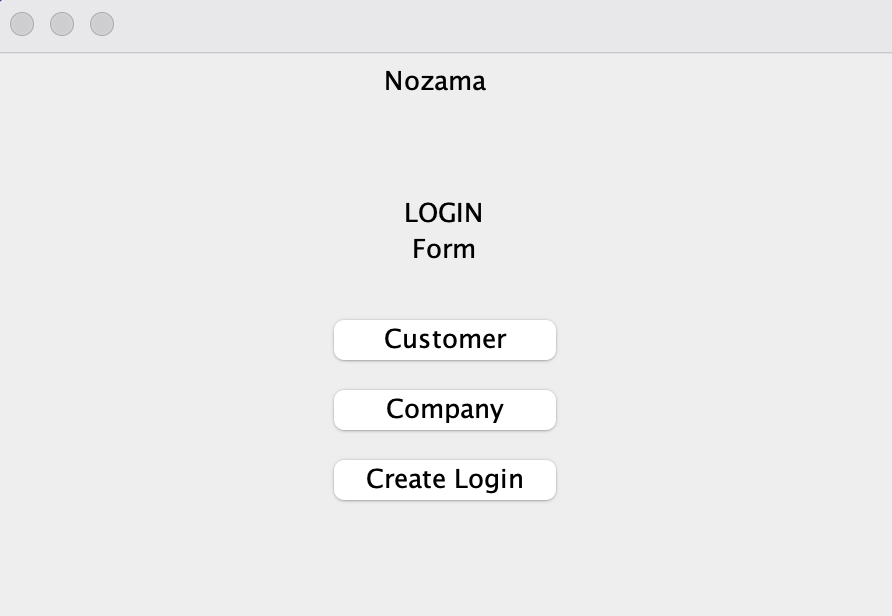 Nozama
LOGIN
Form
Customer
Company
Create Login